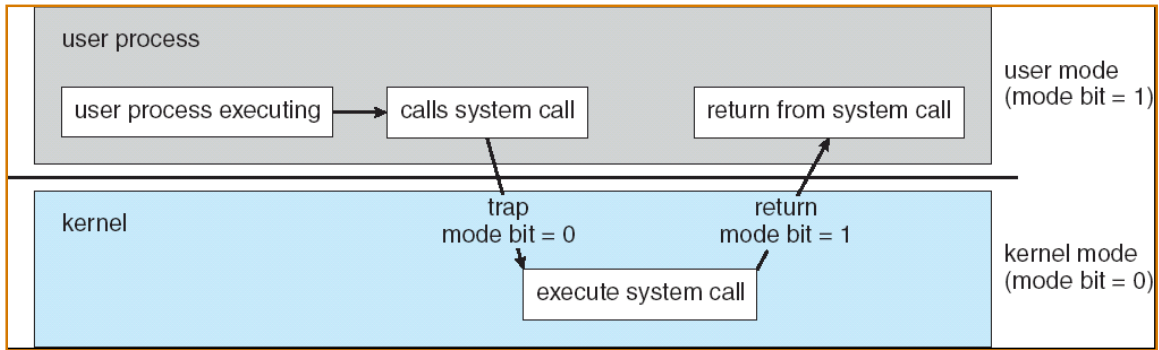 user process
user process executing
calls system call
return from system call
user mode
(mode bit = 1)
kernel
trap
mode bit = 0
return
mode bit = 1
execute system call
kernel mode
(mode bit = 0)